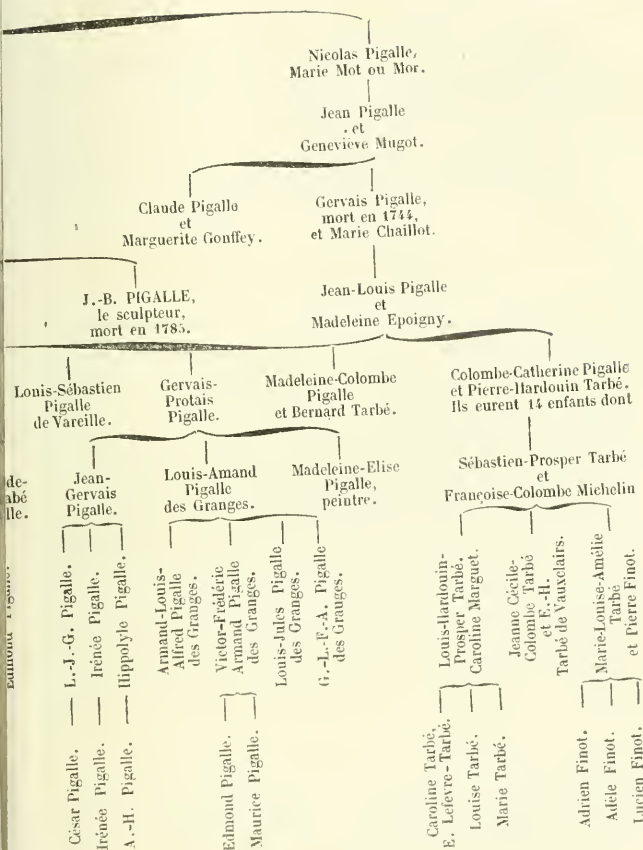 Nicolas Pigalle,
Marie Mot ou Mor.
Jean Pigalle
et
Geneviève Mugot.
Claude Pigalle
et
Marguerite Gouffey.
Gervais Pigalle,
mort en 1744,
et Marie Chaillot.
J.-B. PIGALLE,
le sculpteur,
mort en 1785.
Jean-Louis Pigalle
et
Madeleine Epoigny.
Louis-Sébastien
Pigalle
de Vareille.
Gervais-
Protais
Pigalle.
Madeleine-Colombe
Pigalle
et Bernard Tarbé.
Colombe-Catherine Pigalle
et Pierre-Hardouin Tarbé.
Ils eurent 14 enfants dont
de-
abé
lle.
Jean-
Gervais
Pigalle.
Louis-Amand
Pigalle
des Granges.
Madeleine-Elise
Pigalle,
peintre.
Sébastien-Prosper Tarbé
et
Françoise-Colombe Michelin
Edmond Pigalle.
L.-J.-G. Pigalle.
Irénée Pigalle.
Hippolyte Pigalle.
Armand-Louis-
Alfred Pigalle
des Granges.
Victor-Frédéric
Armand Pigalle
des Granges.
Louis-Jules Pigalle
des Granges.
G.-L.-F.-A. Pigalle
des Granges.
Louis-Hardouin-
Prosper Tarbé.
Caroline Marguet.
Jeanne Cécile-
Colombe Tarbé
et E.-H.
Tarbé de Vauxclairs.
Marie-Louise-Amélie
Tarbé
et Pierre Finot.
César Pigalle.
Irénée Pigalle.
A.-H. Pigalle.
Edmond Pigalle.
Maurice Pigalle.
Caroline Tarbé,
E. Lefevre-Tarbé.
Louise Tarbé.
Marie Tarbé.
Adrien Finot.
Adèle Finot.
Lucien Finot.